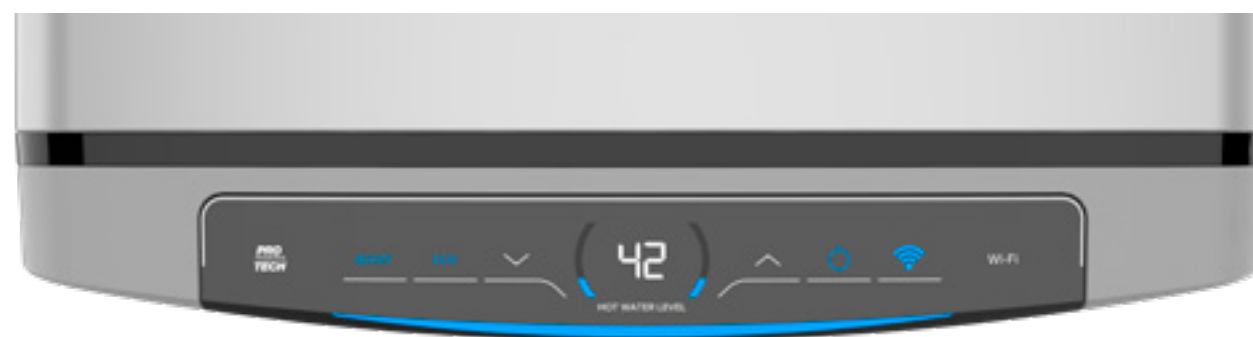 PRO
TECH
BOOST
ECO
42
HOT WATER LEVEL
Wi-Fi